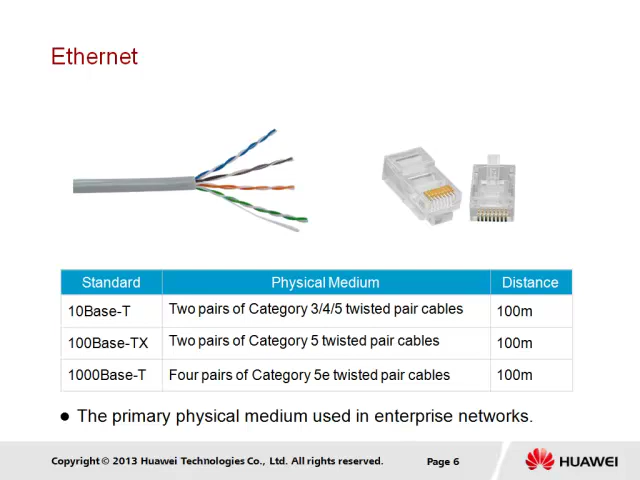 Ethernet
Standard Physical Medium Distance
10Base-T Two pairs of Category 3/4/5 twisted pair cables 100m
100Base-TX Two pairs of Category 5 twisted pair cables 100m
1000Base-T Four pairs of Category 5e twisted pair cables 100m
● The primary physical medium used in enterprise networks.
Copyright © 2013 Huawei Technologies Co., Ltd. All rights reserved. Page 6 HUAWEI